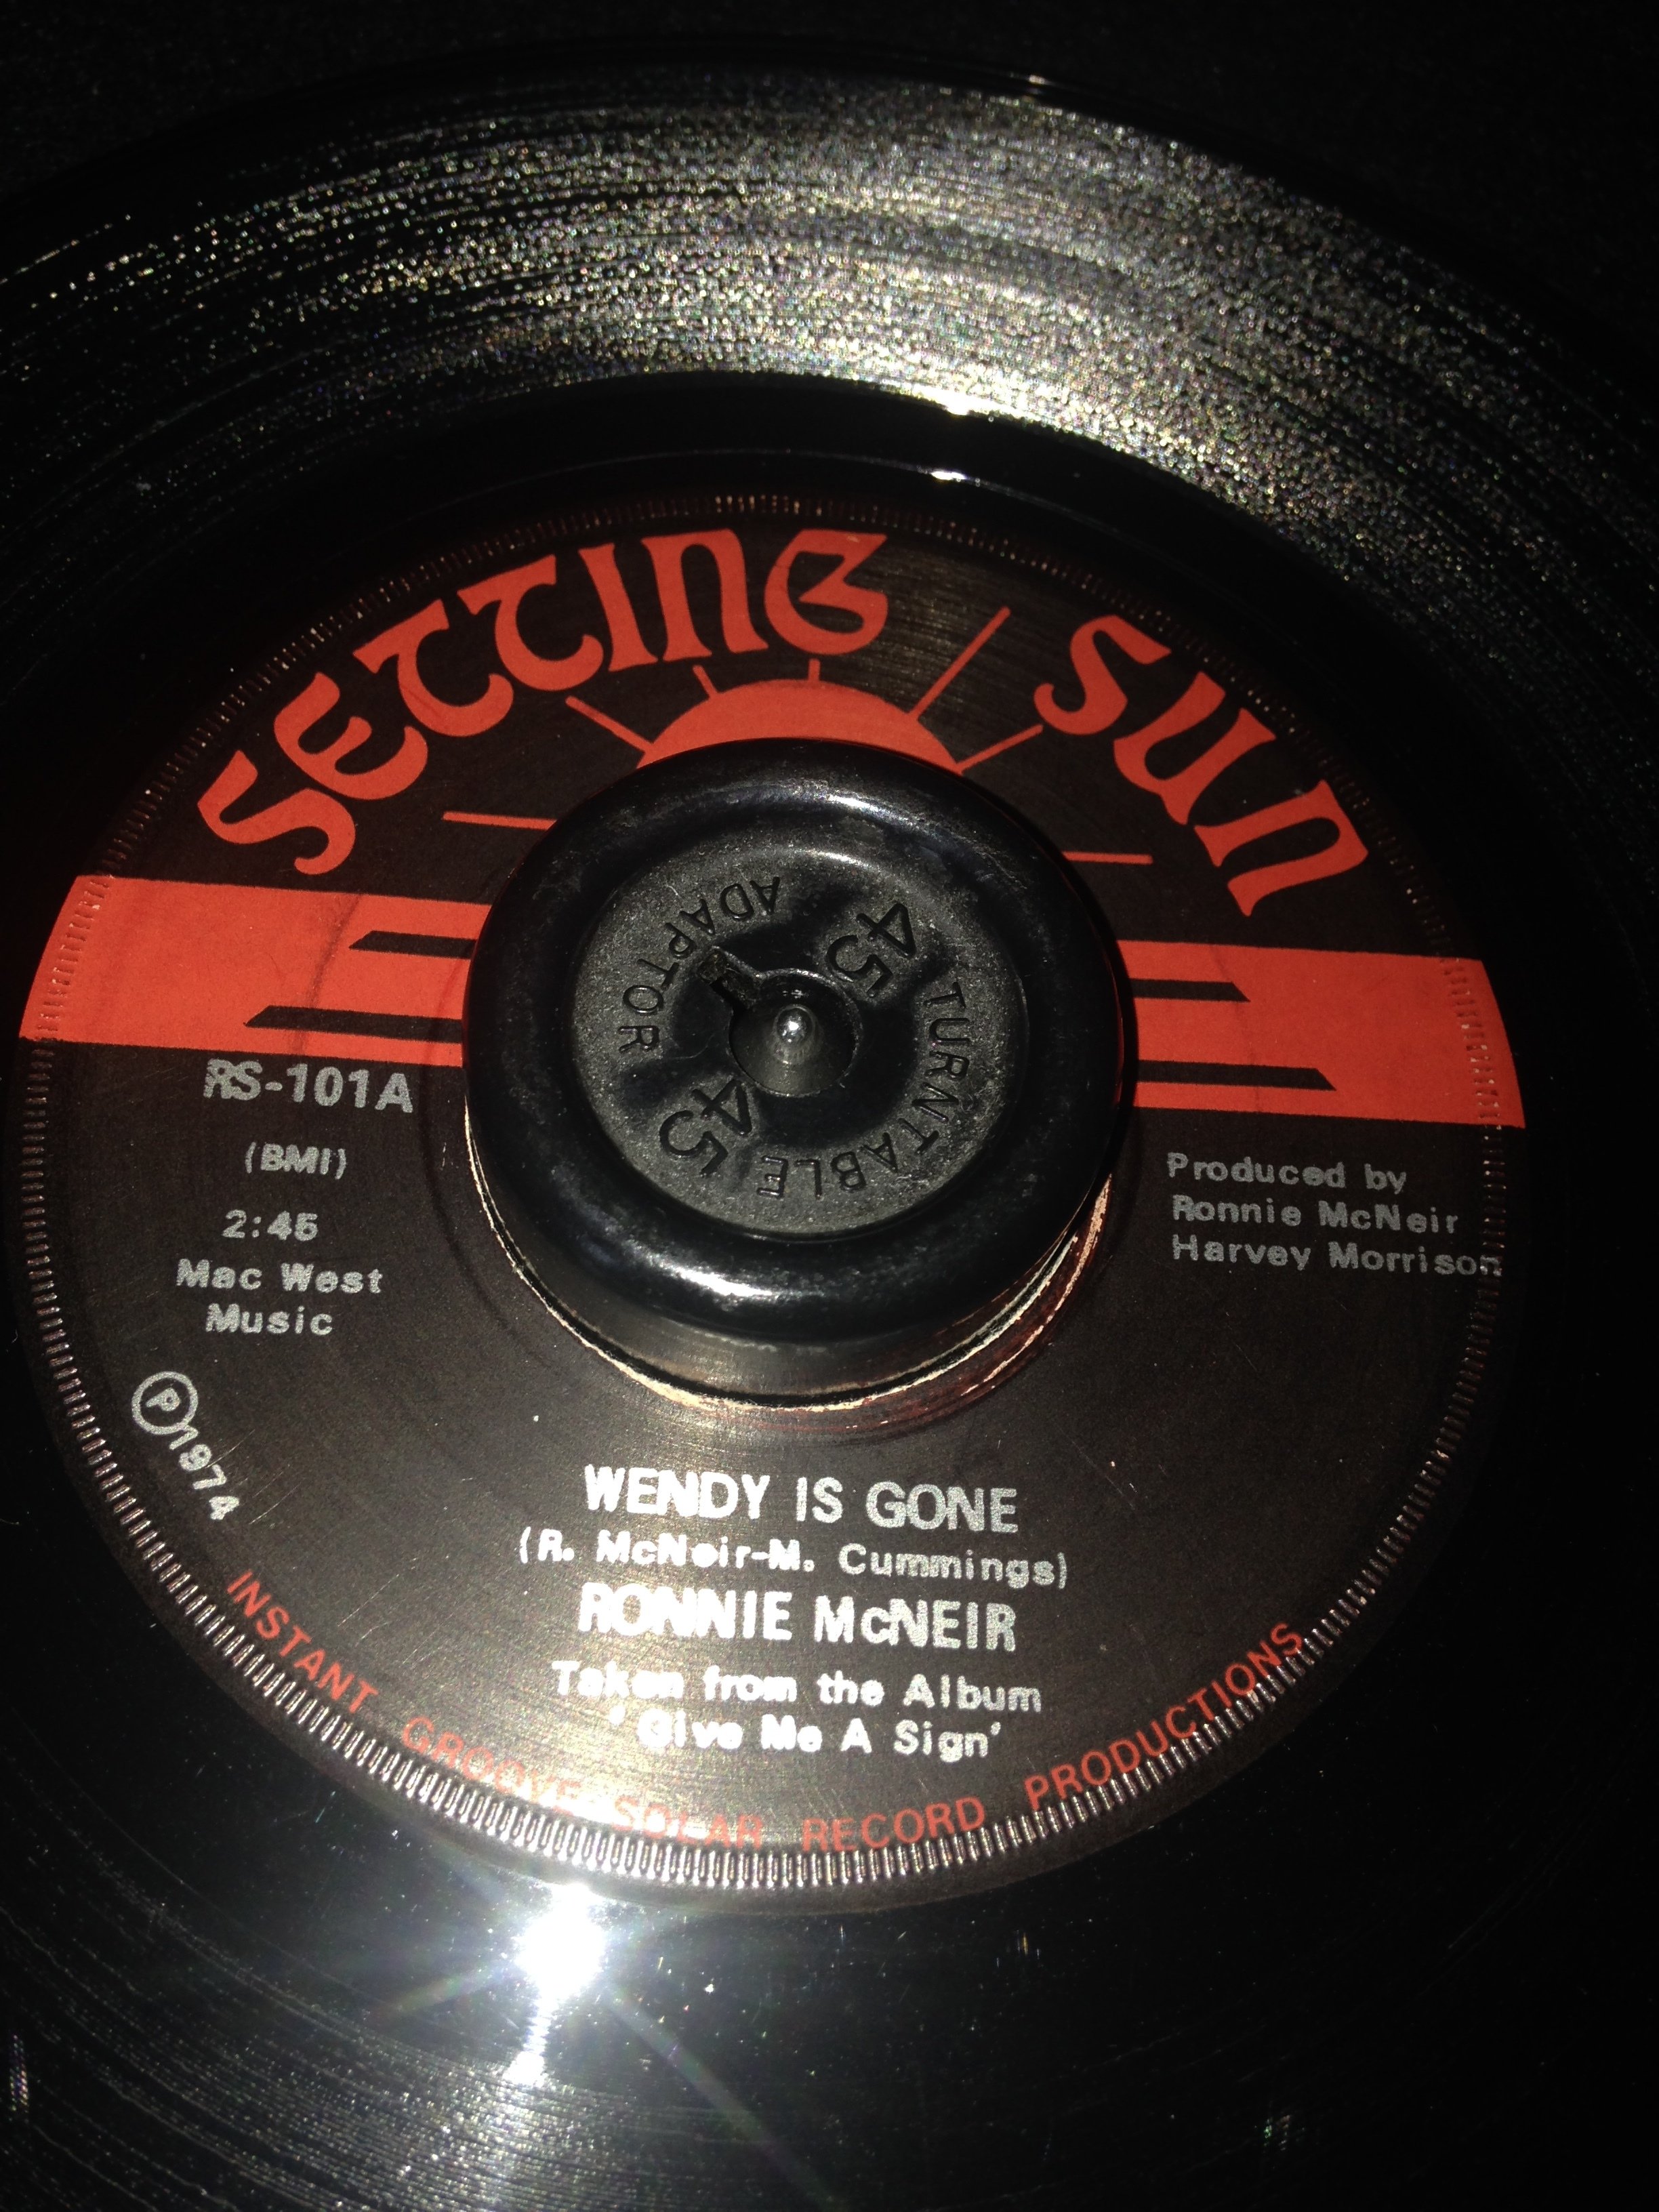 SETTING SUN
45 TURNTABLE 45 ADAPTOR
RS-101A
(BMI)
2:45
Mac West
Music
℗1974
Produced by
Ronnie McNeir
Harvey Morrison
WENDY IS GONE
(R. McNeir-M. Cummings)
RONNIE McNEIR
Taken from the Album
'Give Me A Sign'
INSTANT GROOVE SOLAR RECORD PRODUCTIONS